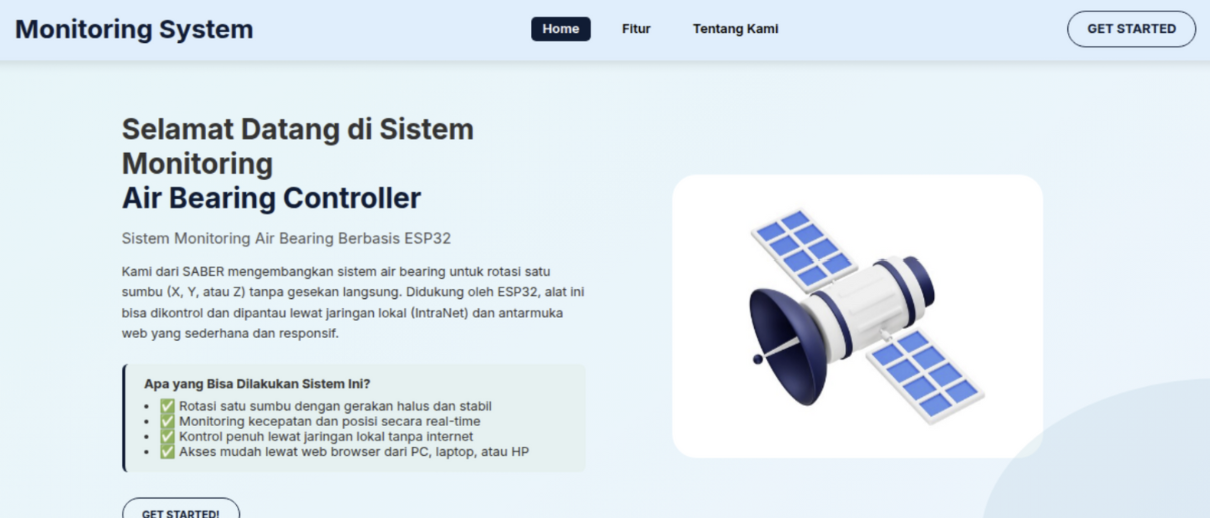 Monitoring System
Home
Fitur
Tentang Kami
GET STARTED
Selamat Datang di Sistem
Monitoring
Air Bearing Controller
Sistem Monitoring Air Bearing Berbasis ESP32
Kami dari SABER mengembangkan sistem air bearing untuk rotasi satu
sumbu (X, Y, atau Z) tanpa gesekan langsung. Didukung oleh ESP32, alat ini
bisa dikontrol dan dipantau lewat jaringan lokal (IntraNet) dan antarmuka
web yang sederhana dan responsif.
Apa yang Bisa Dilakukan Sistem Ini?
• ✅ Rotasi satu sumbu dengan gerakan halus dan stabil
• ✅ Monitoring kecepatan dan posisi secara real-time
• ✅ Kontrol penuh lewat jaringan lokal tanpa internet
• ✅ Akses mudah lewat web browser dari PC, laptop, atau HP
GET STARTED!